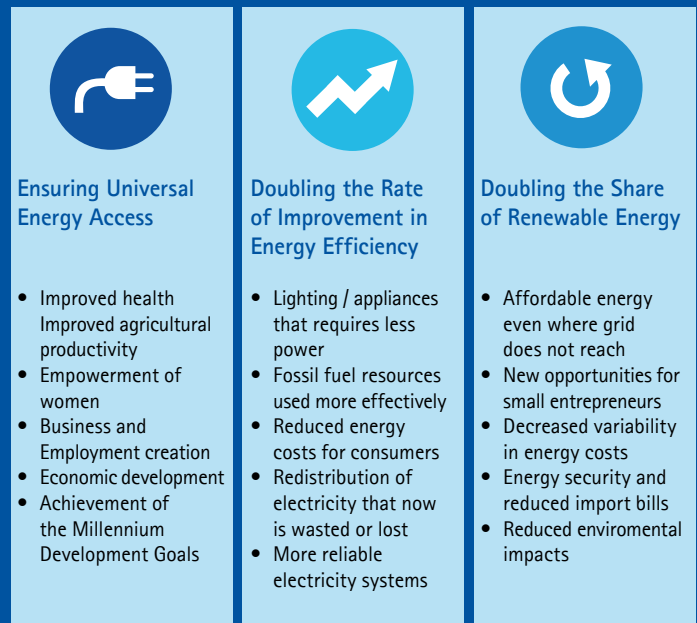 Ensuring Universal
Energy Access
• Improved health
Improved agricultural
productivity
• Empowerment of
women
• Business and
Employment creation
• Economic development
• Achievement of
the Millennium
Development Goals
Doubling the Rate
of Improvement in
Energy Efficiency
• Lighting / appliances
that requires less
power
• Fossil fuel resources
used more effectively
• Reduced energy
costs for consumers
• Redistribution of
electricity that now
is wasted or lost
• More reliable
electricity systems
Doubling the Share
of Renewable Energy
• Affordable energy
even where grid
does not reach
• New opportunities for
small entrepreneurs
• Decreased variability
in energy costs
• Energy security and
reduced import bills
• Reduced enviromental
impacts